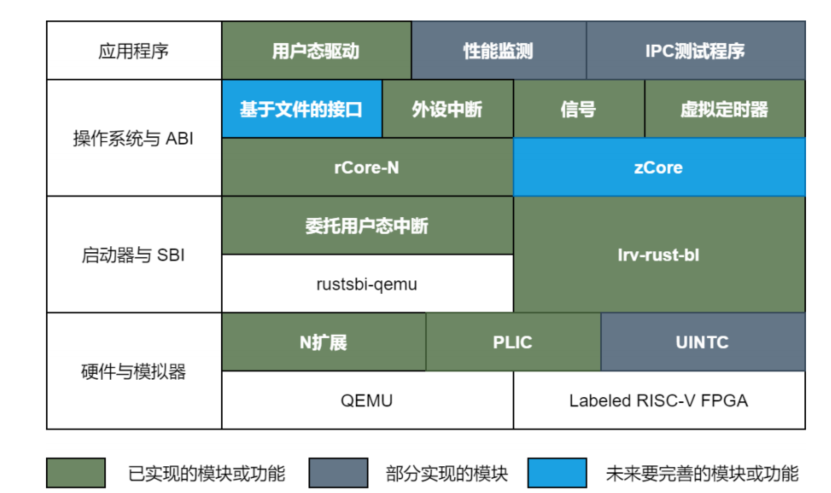 应用程序
用户态驱动
性能监测
IPC测试程序
操作系统与 ABI
基于文件的接口
外设中断
信号
虚拟定时器
rCore-N
zCore
启动器与 SBI
委托用户态中断
lrv-rust-bl
rustsbi-qemu
硬件与模拟器
N扩展
PLIC
UINTC
QEMU
Labeled RISC-V FPGA
已实现的模块或功能
部分实现的模块
未来要完善的模块或功能